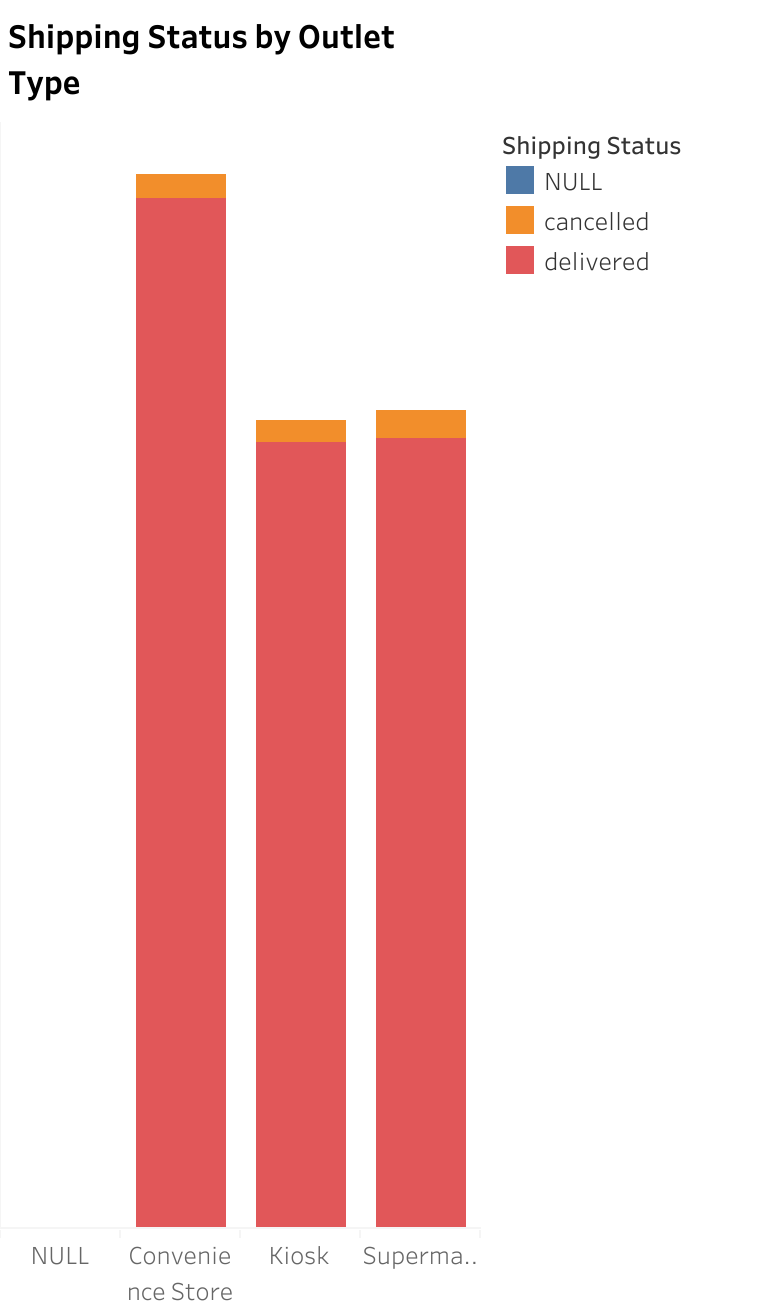 Shipping Status by Outlet
Type
Shipping Status
NULL
cancelled
delivered
NULL
Convenie
nce Store
Kiosk
Superma..